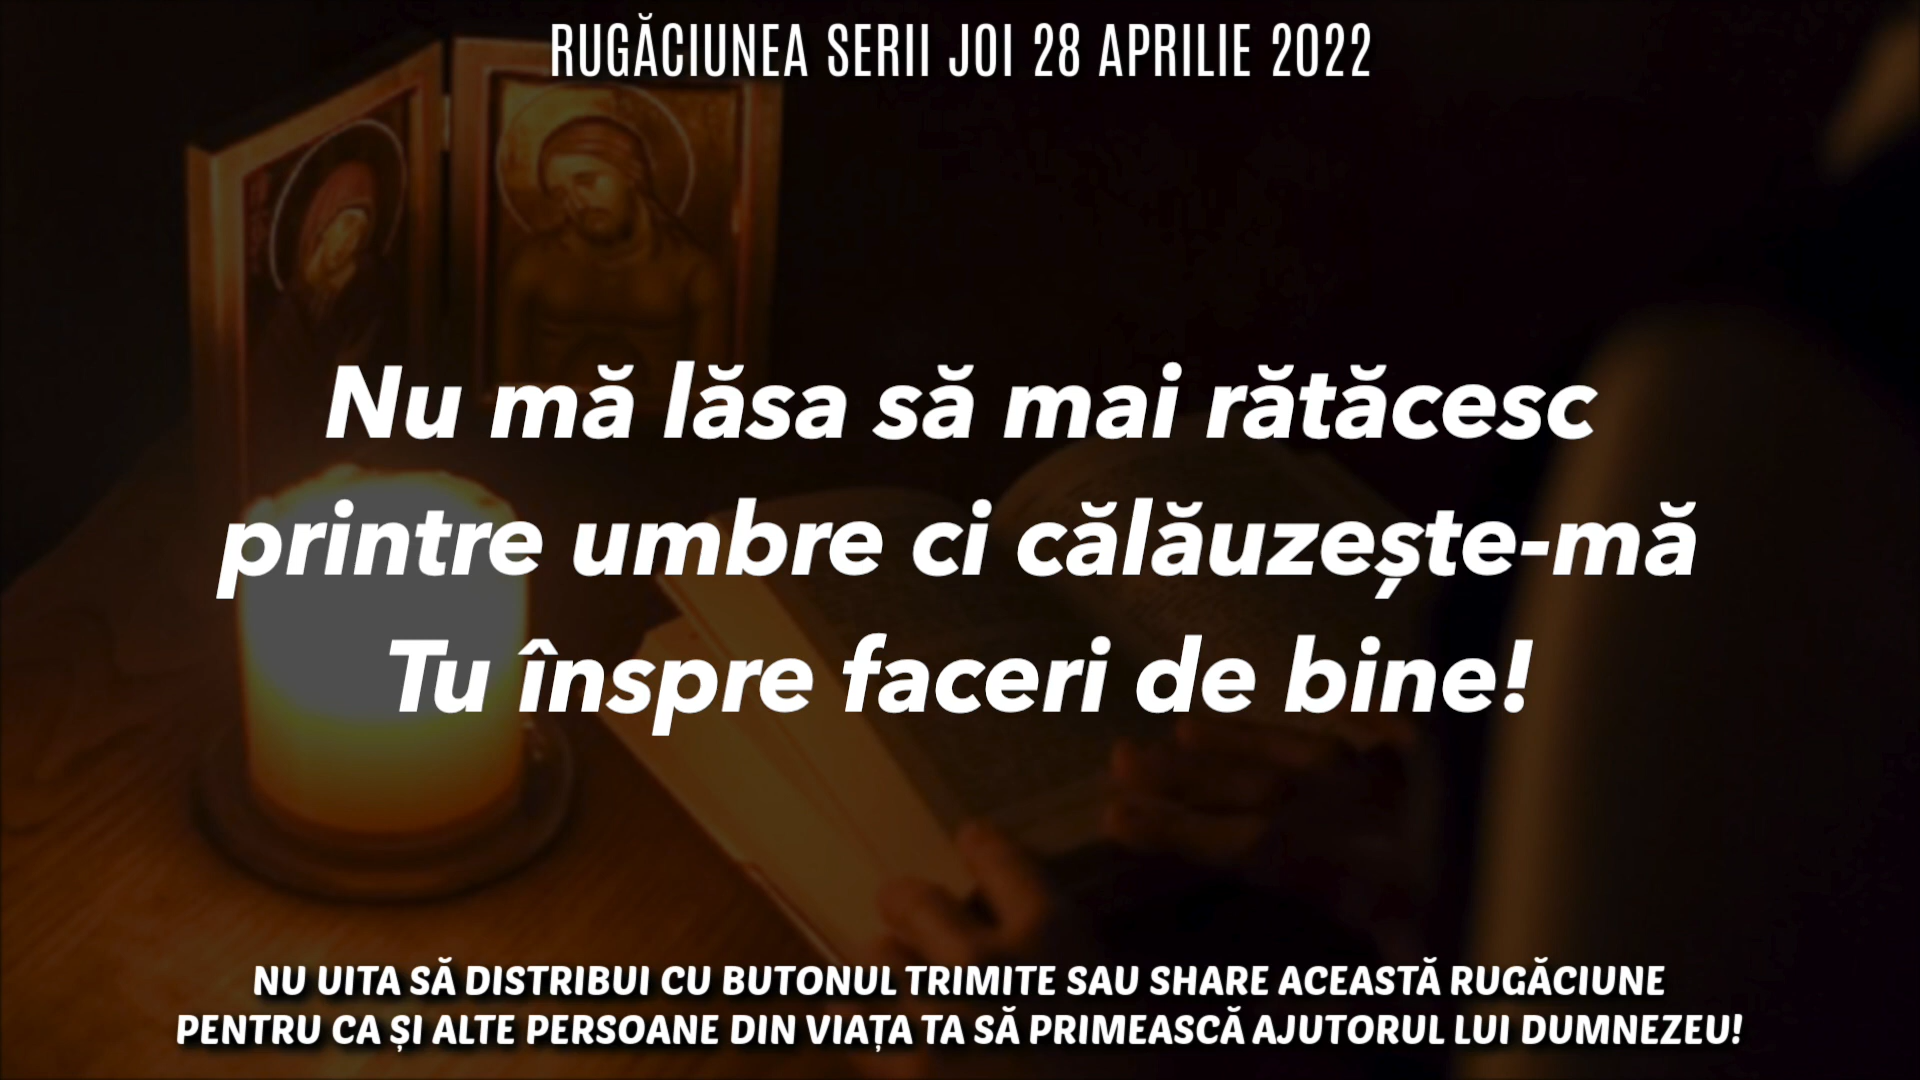 RUGĂCIUNEA SERII JOI 28 APRILIE 2022
Nu mă lăsa să mai rătăcesc
printre umbre ci călăuzește-mă
Tu înspre faceri de bine!
NU UITA SĂ DISTRIBUI CU BUTONUL TRIMITE SAU SHARE ACEASTĂ RUGĂCIUNE
PENTRU CA ȘI ALTE PERSOANE DIN VIAȚA TA SĂ PRIMEASCĂ AJUTORUL LUI DUMNEZEU!